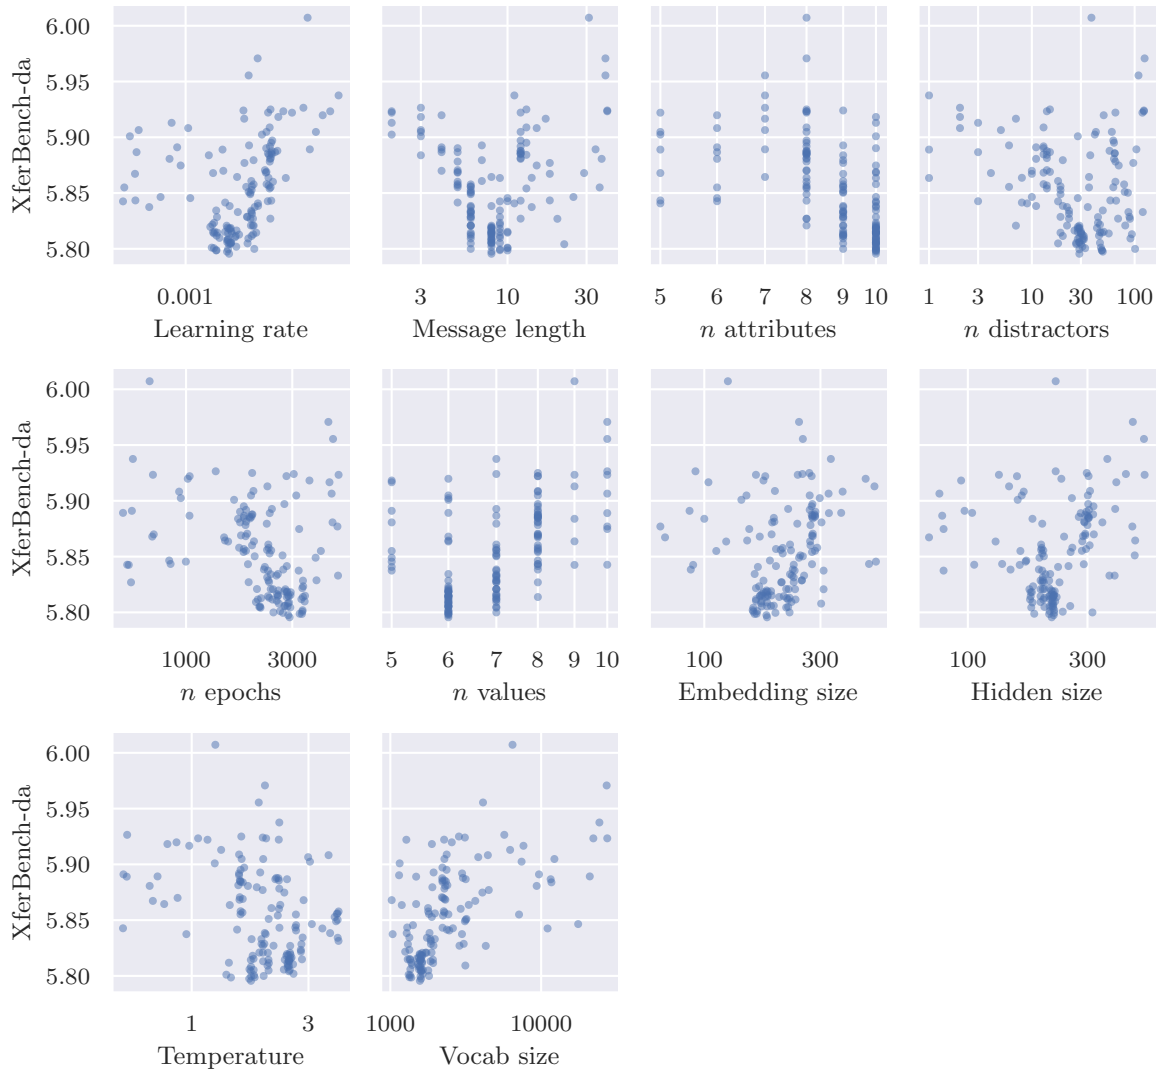 6.00
5.95
5.90
5.85
5.80
XferBench-da
0.001
Learning rate
3 10 30
Message length
5 6 7 8 9 10
n attributes
1 3 10 30 100
n distractors
6.00
5.95
5.90
5.85
5.80
XferBench-da
1000 3000
n epochs
5 6 7 8 9 10
n values
100 300
Embedding size
100 300
Hidden size
6.00
5.95
5.90
5.85
5.80
XferBench-da
1 3
Temperature
1000 10000
Vocab size